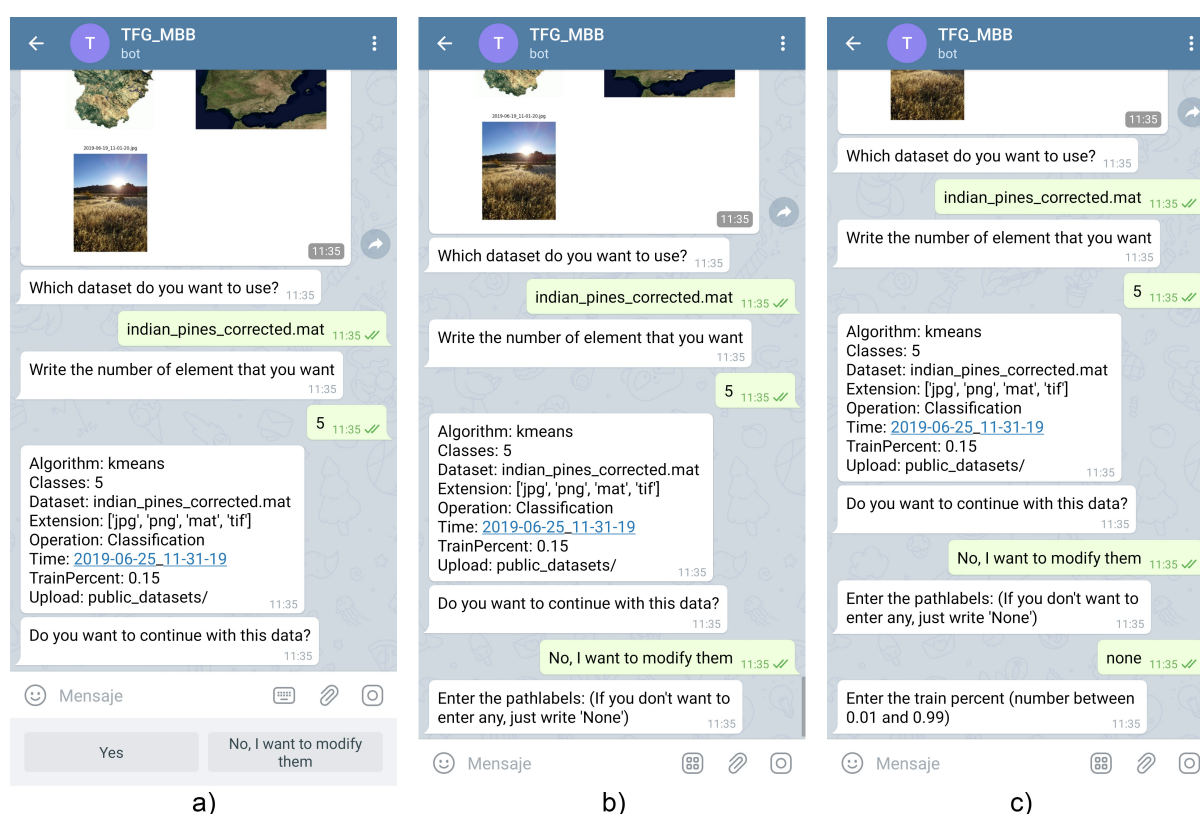 TFG_MBB
bot
2019-06-19_11-01-20.jpg
11:35
Which dataset do you want to use? 11:35
indian_pines_corrected.mat 11:35
Write the number of element that you want
11:35
5 11:35
Algorithm: kmeans
Classes: 5
Dataset: indian_pines_corrected.mat
Extension: ['jpg', 'png', 'mat', 'tif']
Operation: Classification
Time: 2019-06-25_11-31-19
TrainPercent: 0.15
Upload: public_datasets/ 11:35
Do you want to continue with this data?
11:35
Mensaje
Yes
No, I want to modify
them
a)
TFG_MBB
bot
2019-06-19_11-01-20.jpg
11:35
Which dataset do you want to use? 11:35
indian_pines_corrected.mat 11:35
Write the number of element that you want
11:35
5 11:35
Algorithm: kmeans
Classes: 5
Dataset: indian_pines_corrected.mat
Extension: ['jpg', 'png', 'mat', 'tif']
Operation: Classification
Time: 2019-06-25_11-31-19
TrainPercent: 0.15
Upload: public_datasets/ 11:35
Do you want to continue with this data?
11:35
No, I want to modify them 11:35
Enter the pathlabels: (If you don't want to
enter any, just write 'None') 11:35
Mensaje
b)
TFG_MBB
bot
11:35
Which dataset do you want to use? 11:35
indian_pines_corrected.mat 11:35
Write the number of element that you want
11:35
5 11:35
Algorithm: kmeans
Classes: 5
Dataset: indian_pines_corrected.mat
Extension: ['jpg', 'png', 'mat', 'tif']
Operation: Classification
Time: 2019-06-25_11-31-19
TrainPercent: 0.15
Upload: public_datasets/ 11:35
Do you want to continue with this data?
11:35
No, I want to modify them 11:35
Enter the pathlabels: (If you don't want to
enter any, just write 'None') 11:35
none 11:35
Enter the train percent (number between
0.01 and 0.99) 11:35
Mensaje
c)